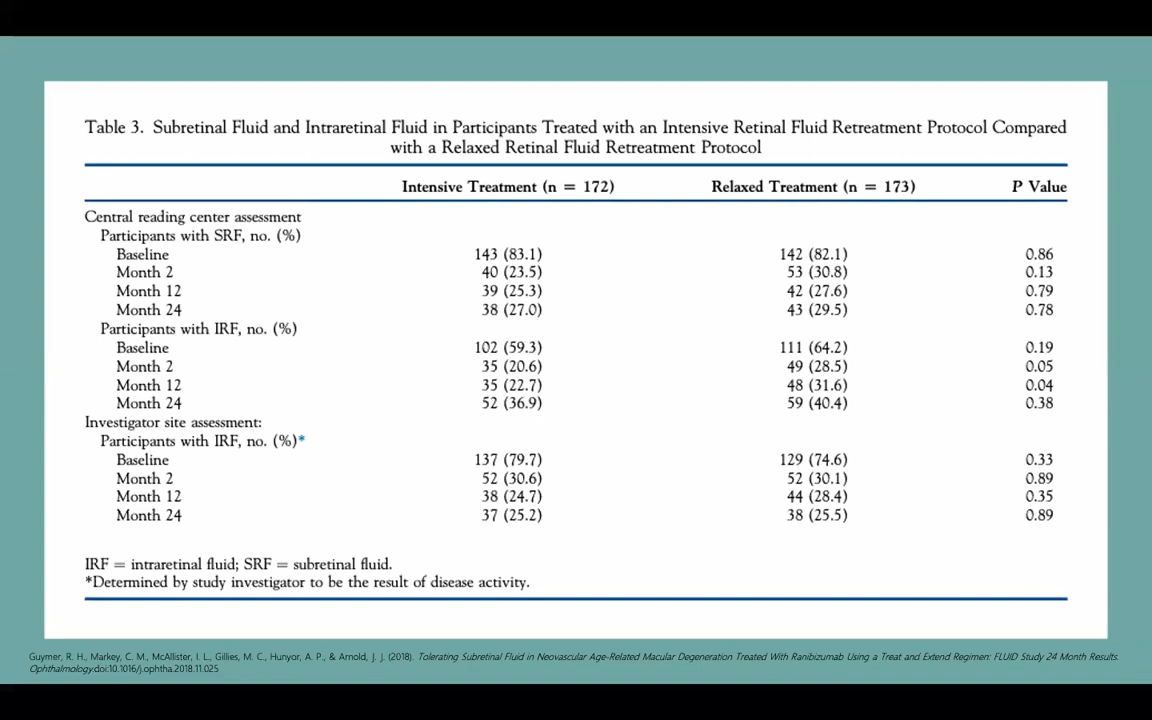 Table 3. Subretinal Fluid and Intraretinal Fluid in Participants Treated with an Intensive Retinal Fluid Retreatment Protocol Compared
with a Relaxed Retinal Fluid Retreatment Protocol
Intensive Treatment (n = 172) Relaxed Treatment (n = 173) P Value
Central reading center assessment
Participants with SRF, no. (%)
Baseline 143 (83.1) 142 (82.1) 0.86
Month 2 40 (23.5) 53 (30.8) 0.13
Month 12 39 (25.3) 42 (27.6) 0.79
Month 24 38 (27.0) 43 (29.5) 0.78
Participants with IRF, no. (%)
Baseline 102 (59.3) 111 (64.2) 0.19
Month 2 35 (20.6) 49 (28.5) 0.05
Month 12 35 (22.7) 48 (31.6) 0.04
Month 24 52 (36.9) 59 (40.4) 0.38
Investigator site assessment:
Participants with IRF, no. (%)*
Baseline 137 (79.7) 129 (74.6) 0.33
Month 2 52 (30.6) 52 (30.1) 0.89
Month 12 38 (24.7) 44 (28.4) 0.35
Month 24 37 (25.2) 38 (25.5) 0.89
IRF = intraretinal fluid; SRF = subretinal fluid.
*Determined by study investigator to be the result of disease activity.
Guymer, R. H., Markey, C. M., McAllister, I. L., Gillies, M. C., Hunyor, A. P., & Arnold, J. J. (2018). Tolerating Subretinal Fluid in Neovascular Age-Related Macular Degeneration Treated With Ranibizumab Using a Treat and Extend Regimen: FLUID Study 24 Month Results.
Ophthalmology.doi:10.1016/j.ophtha.2018.11.025